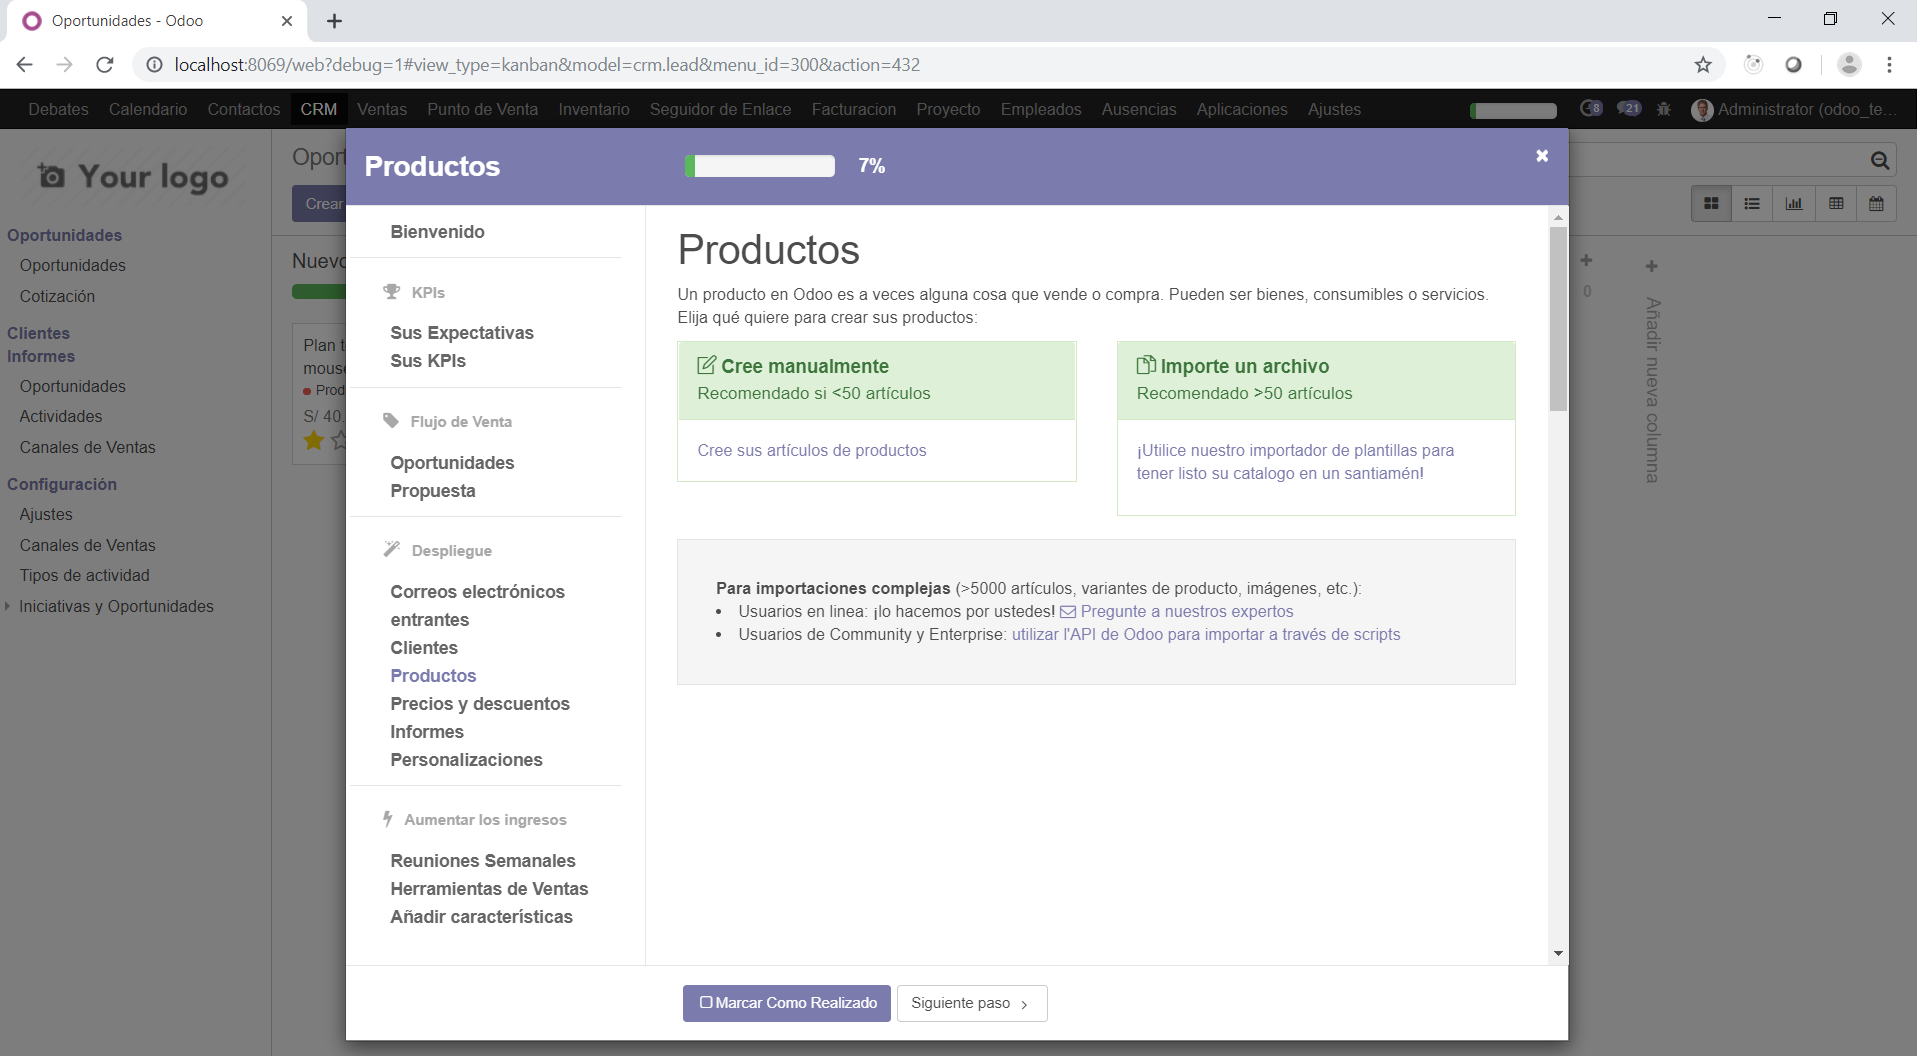 Oportunidades - Odoo
localhost:8069/web?debug=1#view_type=kanban&model=crm.lead&menu_id=300&action=432
Debates Calendario Contactos CRM Ventas Punto de Venta Inventario Seguidor de Enlace Facturacion Proyecto Empleados Ausencias Aplicaciones Ajustes 8 21 Administrator (odoo_te...
Your logo
Oportunidades
Oportunidades
Cotización
Clientes
Informes
Oportunidades
Actividades
Canales de Ventas
Configuración
Ajustes
Canales de Ventas
Tipos de actividad
Iniciativas y Oportunidades
Oport
Crear
Nuevo
Plan t
mouse
Prod
S/ 40.
0
Añadir nueva columna
Productos 7%
Bienvenido
KPIs
Sus Expectativas
Sus KPIs
Flujo de Venta
Oportunidades
Propuesta
Despliegue
Correos electrónicos
entrantes
Clientes
Productos
Precios y descuentos
Informes
Personalizaciones
Aumentar los ingresos
Reuniones Semanales
Herramientas de Ventas
Añadir características
Productos
Un producto en Odoo es a veces alguna cosa que vende o compra. Pueden ser bienes, consumibles o servicios.
Elija qué quiere para crear sus productos:
Cree manualmente
Recomendado si <50 artículos
Cree sus artículos de productos
Importe un archivo
Recomendado >50 artículos
¡Utilice nuestro importador de plantillas para
tener listo su catalogo en un santiamén!
Para importaciones complejas (>5000 artículos, variantes de producto, imágenes, etc.):
• Usuarios en linea: ¡lo hacemos por ustedes! Pregunte a nuestros expertos
• Usuarios de Community y Enterprise: utilizar l'API de Odoo para importar a través de scripts
Marcar Como Realizado
Siguiente paso